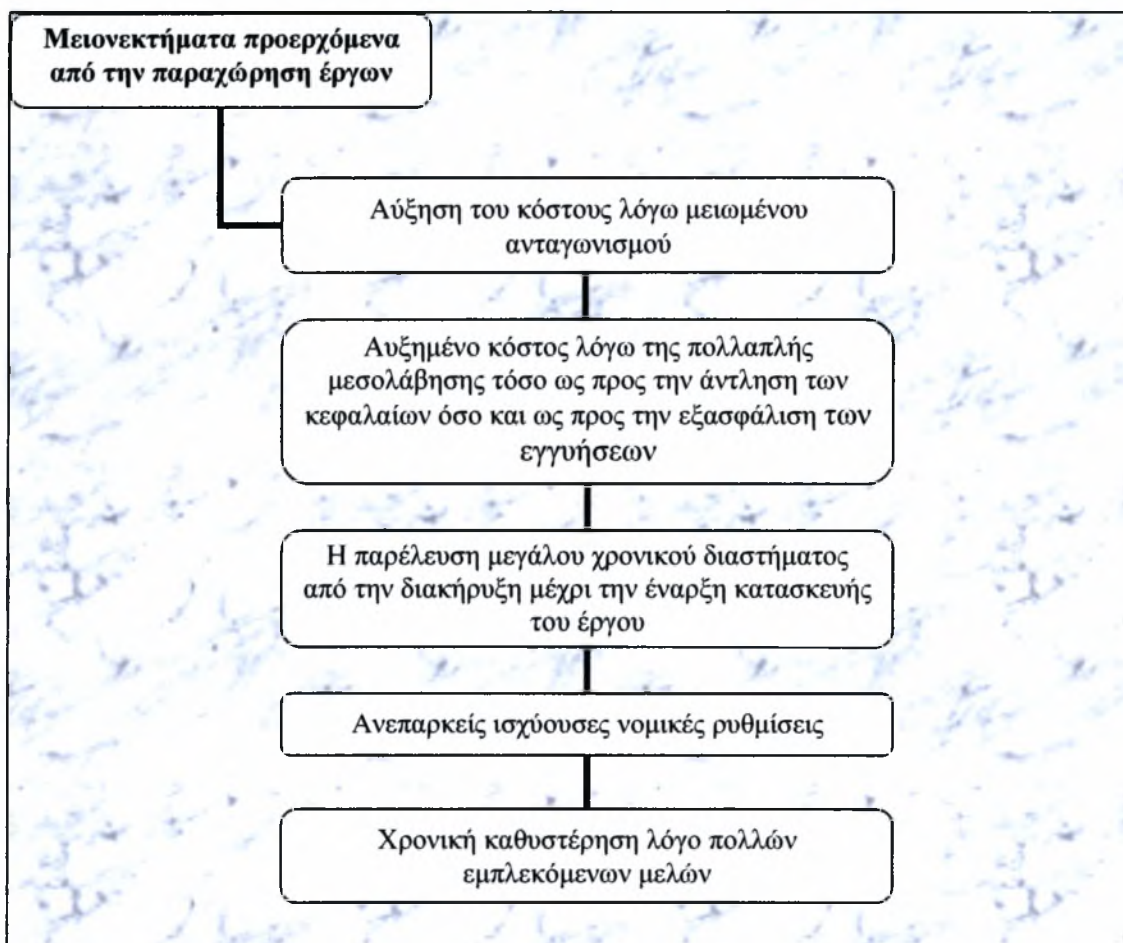 Μειονεκτήματα προερχόμενα
από την παραχώρηση έργων
Αύξηση του κόστους λόγω μειωμένου
ανταγωνισμού
Αυξημένο κόστος λόγω της πολλαπλής
μεσολάβησης τόσο ως προς την άντληση των
κεφαλαίων όσο και ως προς την εξασφάλιση των
εγγυήσεων
Η παρέλευση μεγάλου χρονικού διαστήματος
από την διακήρυξη μέχρι την έναρξη κατασκευής
του έργου
Ανεπαρκείς ισχύουσες νομικές ρυθμίσεις
Χρονική καθυστέρηση λόγο πολλών
εμπλεκόμενων μελών